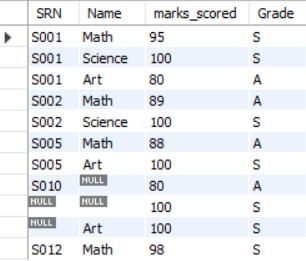 SRN Name marks_scored Grade
S001 Math 95 S
S001 Science 100 S
S001 Art 80 A
S002 Math 89 A
S002 Science 100 S
S005 Math 88 A
S005 Art 100 S
S010 NULL 80 A
NULL NULL 100 S
NULL Art 100 S
S012 Math 98 S